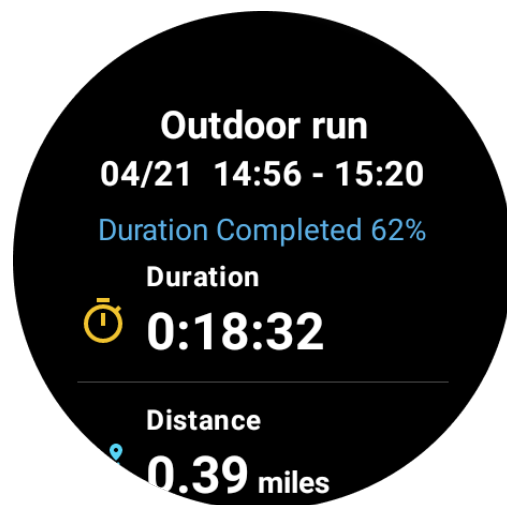 Outdoor run
04/21 14:56 - 15:20
Duration Completed 62%
Duration
0:18:32
Distance
0.39 miles